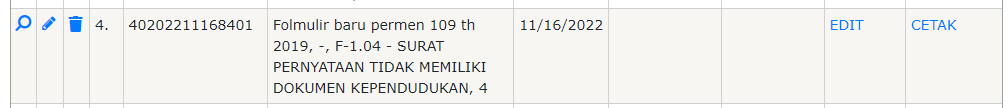 4. 40202211168401 Folmulir baru permen 109 th 11/16/2022 EDIT CETAK
2019, -, F-1.04 - SURAT
PERNYATAAN TIDAK MEMILIKI
DOKUMEN KEPENDUDUKAN, 4